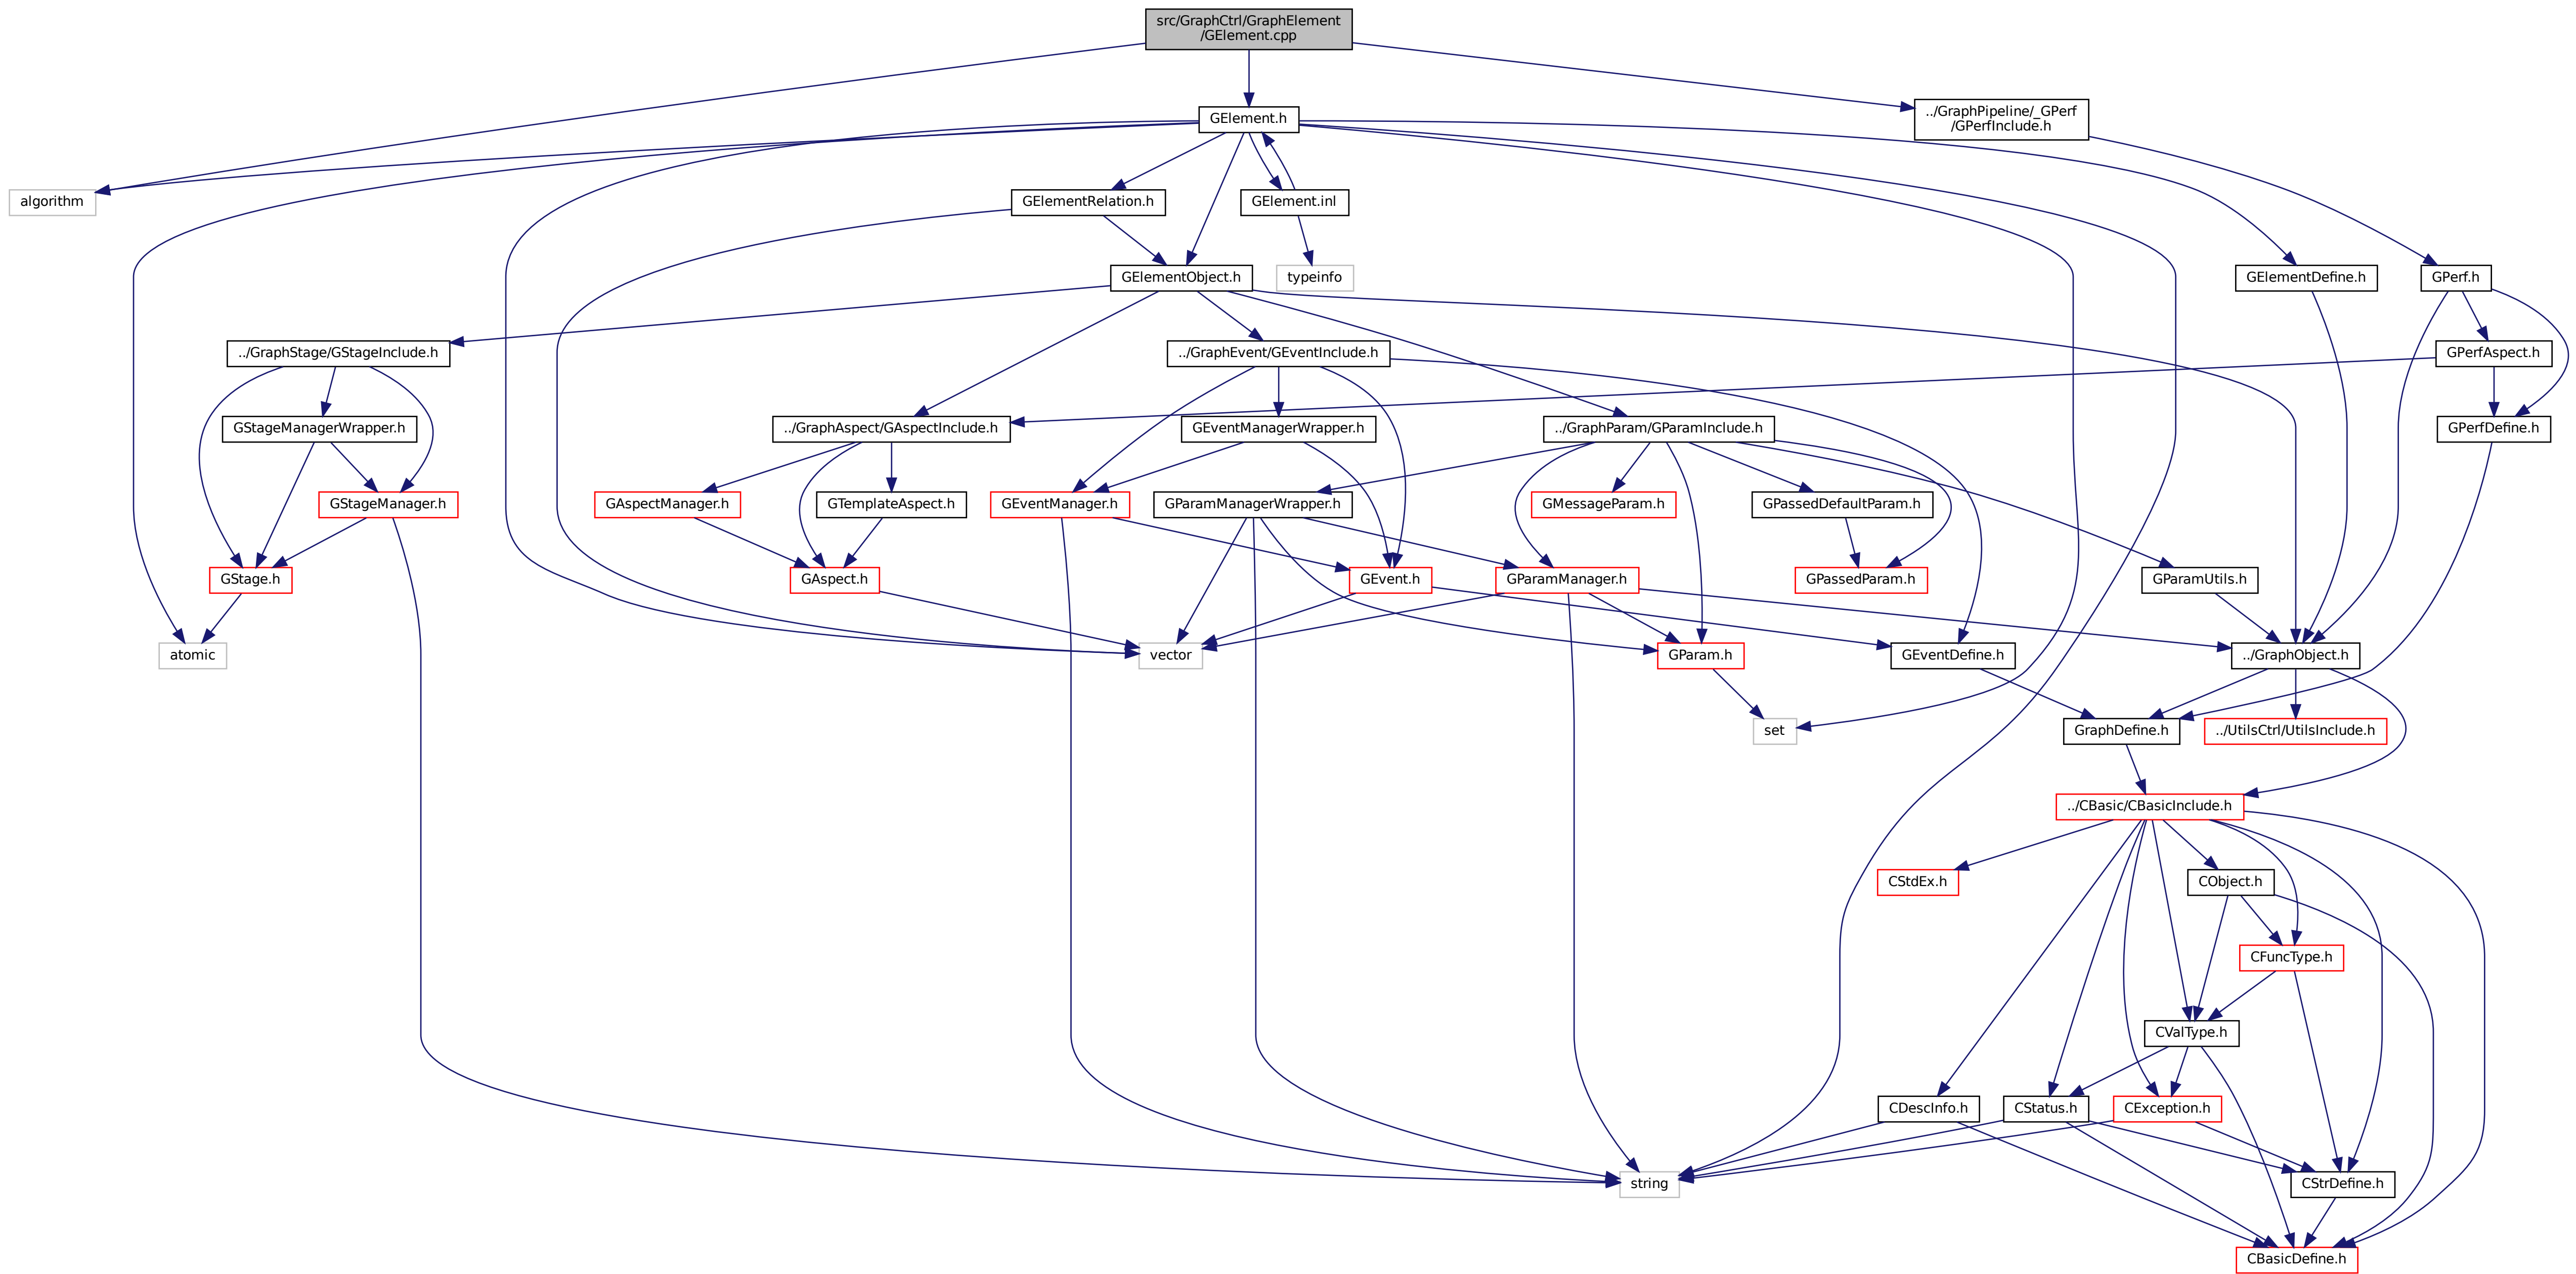 src/GraphCtrl/GraphElement
/GElement.cpp
GElement.h
../GraphPipeline/_GPerf
/GPerfInclude.h
algorithm
GElementRelation.h
GElement.inl
GElementObject.h
typeinfo
GElementDefine.h
GPerf.h
../GraphStage/GStageInclude.h
../GraphEvent/GEventInclude.h
GPerfAspect.h
GStageManagerWrapper.h
../GraphAspect/GAspectInclude.h
GEventManagerWrapper.h
../GraphParam/GParamInclude.h
GPerfDefine.h
GStageManager.h
GAspectManager.h
GTemplateAspect.h
GEventManager.h
GParamManagerWrapper.h
GMessageParam.h
GPassedDefaultParam.h
GStage.h
GAspect.h
GEvent.h
GParamManager.h
GPassedParam.h
GParamUtils.h
atomic
vector
GParam.h
GEventDefine.h
../GraphObject.h
set
GraphDefine.h
../UtilsCtrl/UtilsInclude.h
../CBasic/CBasicInclude.h
CStdEx.h
CObject.h
CFuncType.h
CValType.h
CDescInfo.h
CStatus.h
CException.h
string
CStrDefine.h
CBasicDefine.h